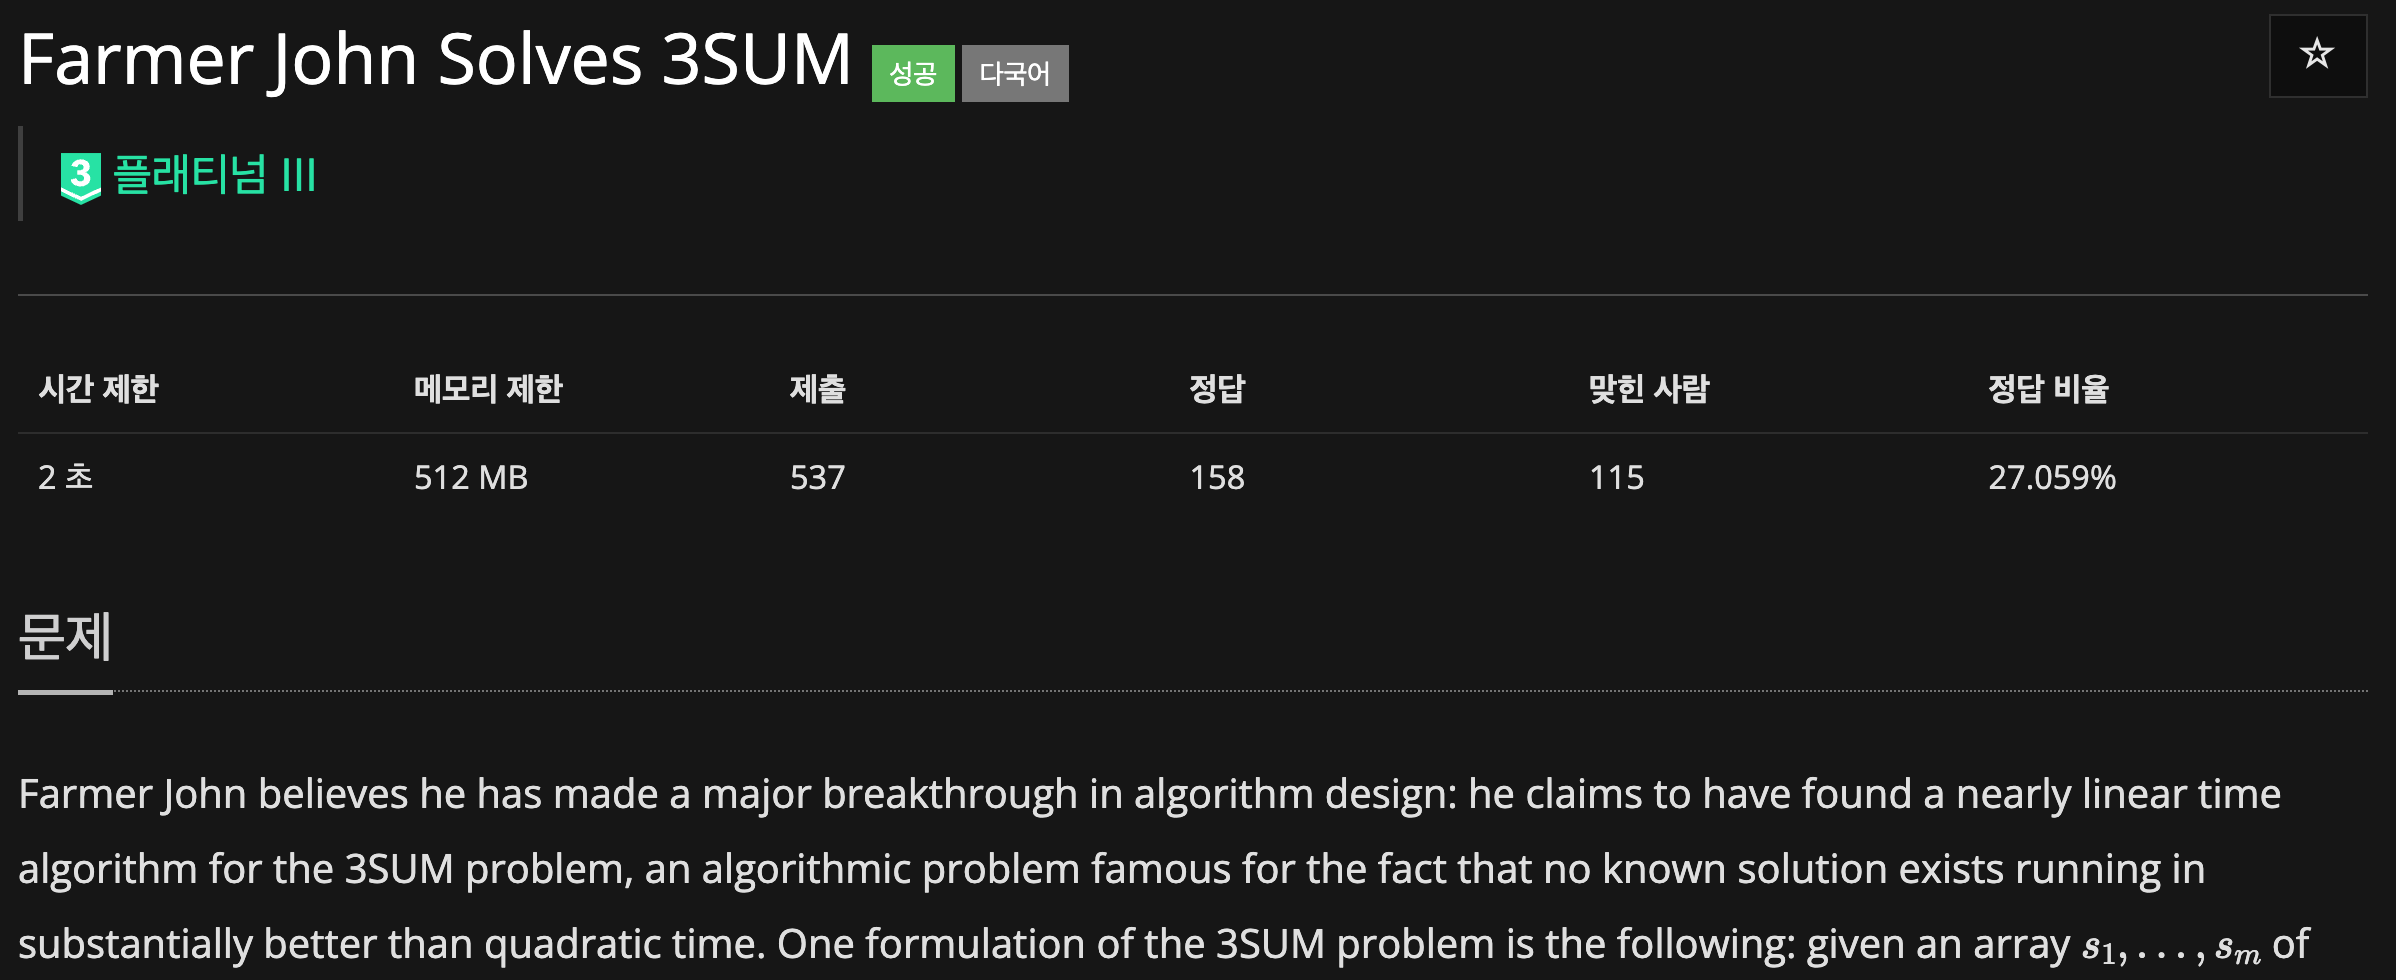 Farmer John Solves 3SUM 성공 다국어
3 플래티넘 III
시간 제한 메모리 제한 제출 정답 맞힌 사람 정답 비율
2 초 512 MB 537 158 115 27.059%
문제
Farmer John believes he has made a major breakthrough in algorithm design: he claims to have found a nearly linear time
algorithm for the 3SUM problem, an algorithmic problem famous for the fact that no known solution exists running in
substantially better than quadratic time. One formulation of the 3SUM problem is the following: given an array s₁, . . . , sₘ of